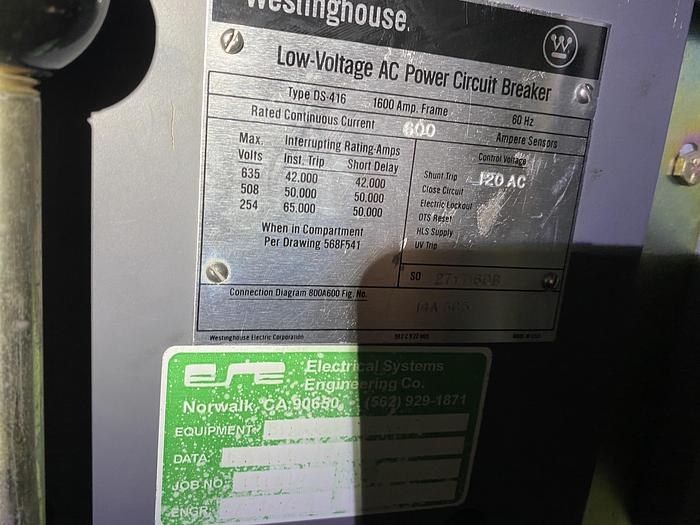 Westinghouse
Low-Voltage AC Power Circuit Breaker
Type DS-416 1600 Amp. Frame 60 Hz
Rated Continuous Current 600 Ampere Sensors
Max. Volts Interrupting Rating-Amps
Inst. Trip Short Delay
635 42.000 42.000
508 50.000 50.000
254 65.000 50.000
When in Compartment
Per Drawing 568F541
Control Voltage
Shunt Trip 120 AC
Close Circuit
Electric Lockout
OTS Reset
HLS Supply
UV Trip
SO
Connection Diagram 800A600 Fig. No.
Westinghouse Electric Corporation MADE IN U.S.A.
ese Electrical Systems
Engineering Co.
Norwalk, CA 90650 (562) 929-1871
EQUIPMENT
DATA
JOB NO.
ENGR.